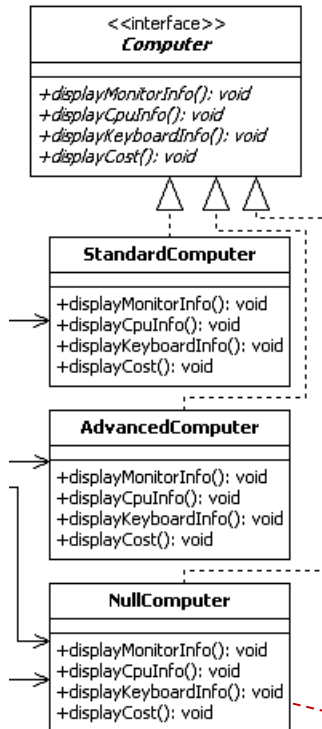 <<interface>>
Computer
+displayMonitorInfo(): void
+displayCpuInfo(): void
+displayKeyboardInfo(): void
+displayCost(): void
StandardComputer
+displayMonitorInfo(): void
+displayCpuInfo(): void
+displayKeyboardInfo(): void
+displayCost(): void
AdvancedComputer
+displayMonitorInfo(): void
+displayCpuInfo(): void
+displayKeyboardInfo(): void
+displayCost(): void
NullComputer
+displayMonitorInfo(): void
+displayCpuInfo(): void
+displayKeyboardInfo(): void
+displayCost(): void